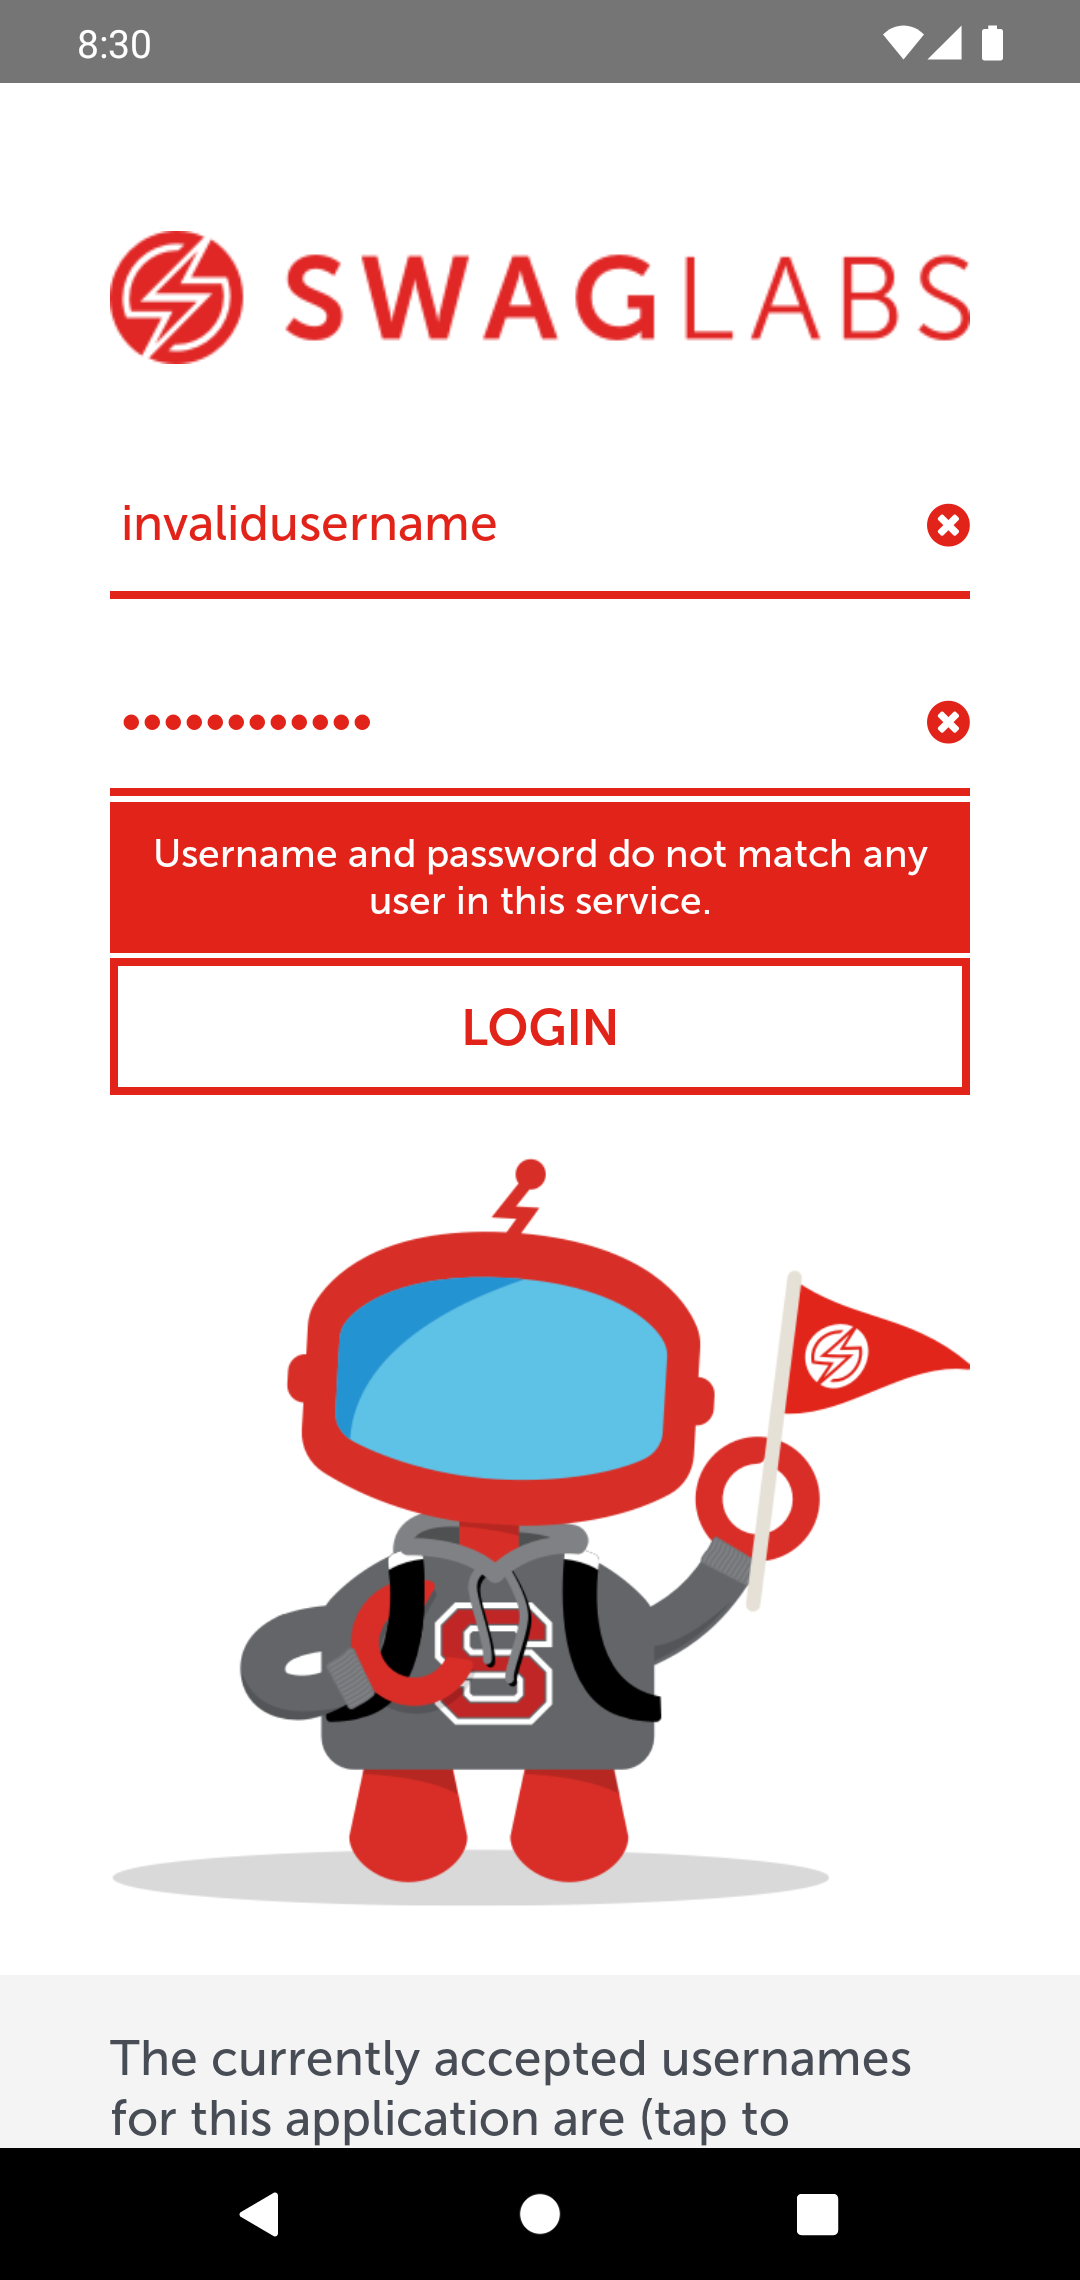 8:30
SWAGLABS
invalidusername
••••••••••••
Username and password do not match any
user in this service.
LOGIN
S
The currently accepted usernames
for this application are (tap to